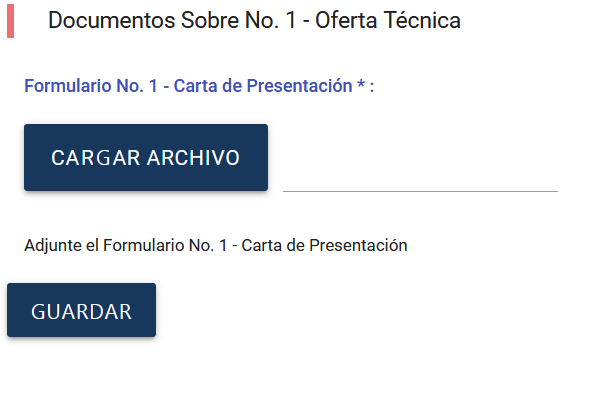 Documentos Sobre No. 1 - Oferta Técnica
Formulario No. 1 - Carta de Presentación * :
CARGAR ARCHIVO
Adjunte el Formulario No. 1 - Carta de Presentación
GUARDAR